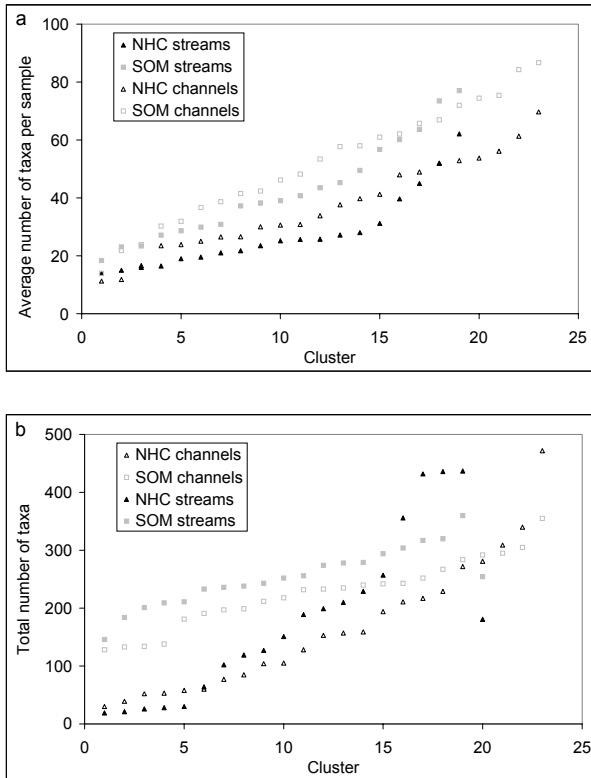 a
NHC streams
SOM streams
NHC channels
SOM channels
Average number of taxa per sample
100
80
60
40
20
0
0 5 10 15 20 25
Cluster
b
NHC channels
SOM channels
NHC streams
SOM streams
Total number of taxa
500
400
300
200
100
0
0 5 10 15 20 25
Cluster